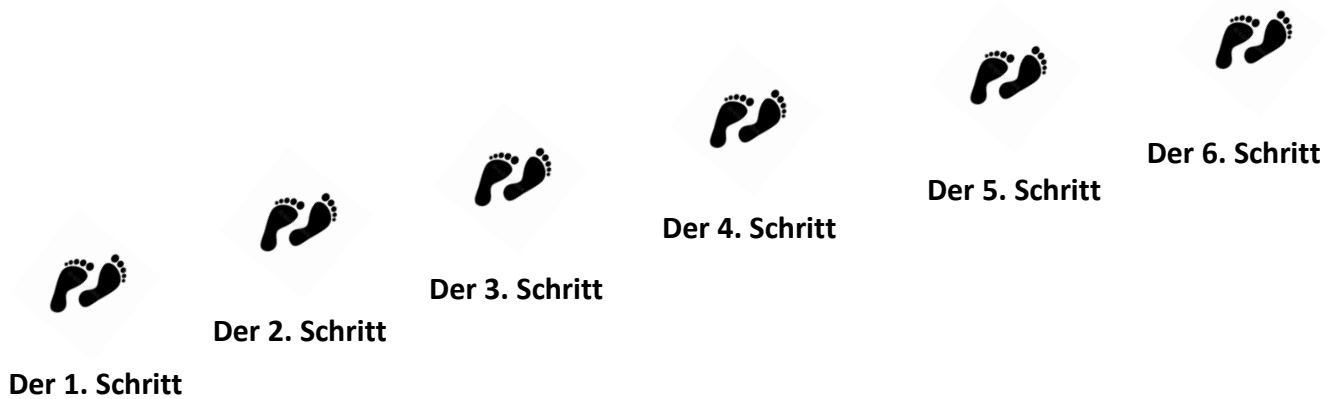 Der 1. Schritt
Der 2. Schritt
Der 3. Schritt
Der 4. Schritt
Der 5. Schritt
Der 6. Schritt